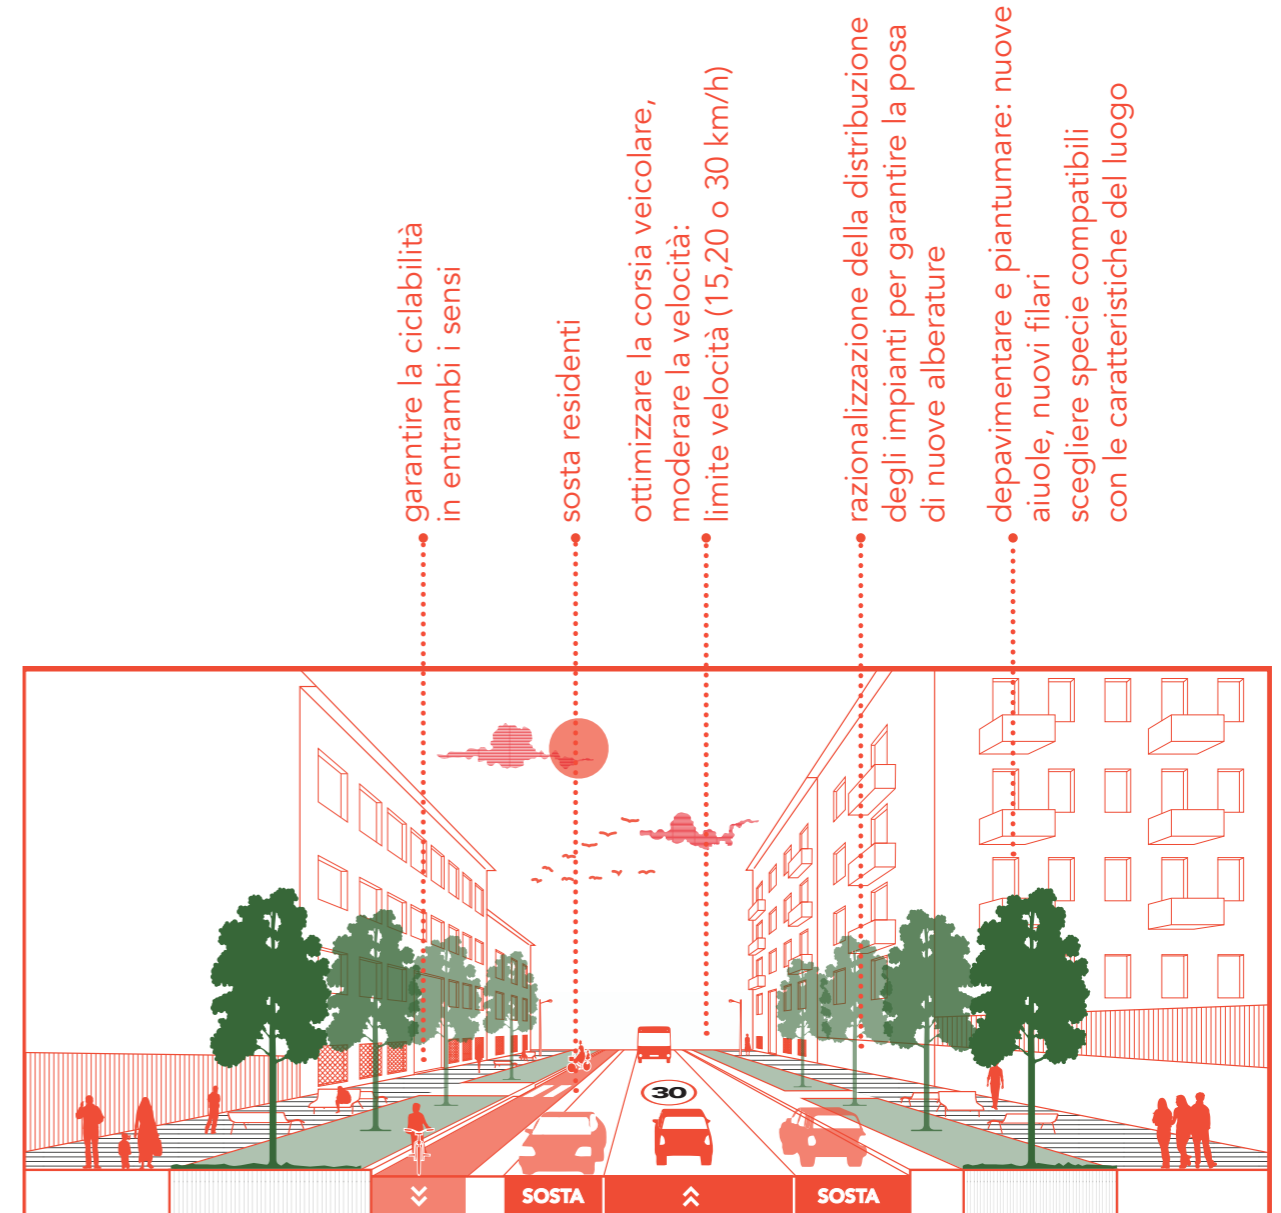 garantire la ciclabilità
in entrambi i sensi
sosta residenti
ottimizzare la corsia veicolare,
moderare la velocità:
limite velocità (15,20 o 30 km/h)
razionalizzazione della distribuzione
degli impianti per garantire la posa
di nuove alberature
depavimentare e piantumare: nuove
aiuole, nuovi filari
scegliere specie compatibili
con le caratteristiche del luogo
30
SOSTA
SOSTA